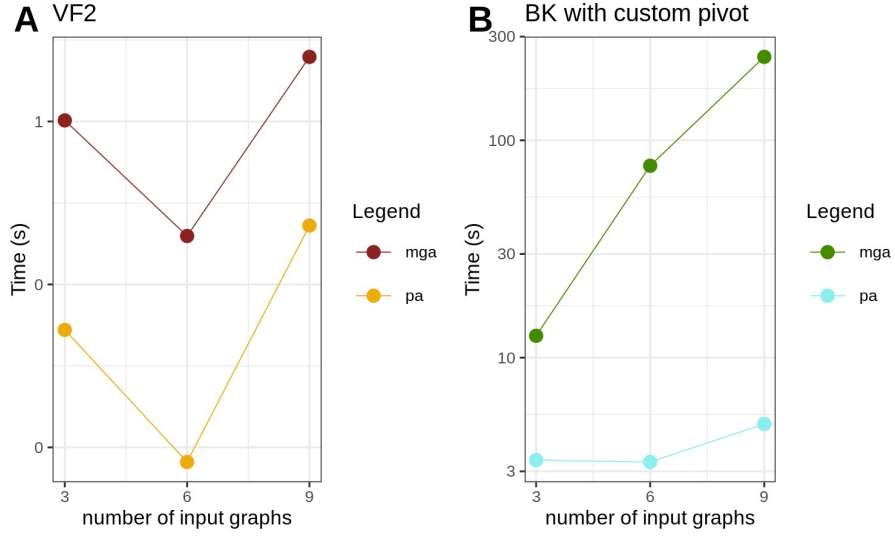 A VF2
1
0
0
Time (s)
3 6 9
number of input graphs
Legend
mga
pa
B BK with custom pivot
300
100
30
10
3
Time (s)
3 6 9
number of input graphs
Legend
mga
pa